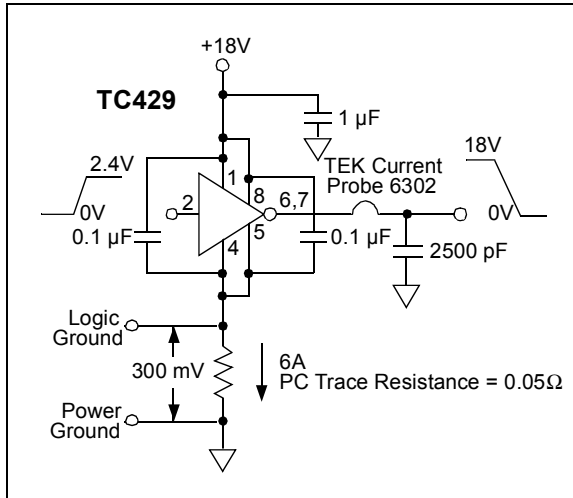 +18V
TC429
1 µF
TEK Current
Probe 6302
18V
0V
2.4V
0V
2
1
8
6,7
4
5
0.1 µF
0.1 µF
2500 pF
Logic
Ground
300 mV
6A
PC Trace Resistance = 0.05Ω
Power
Ground